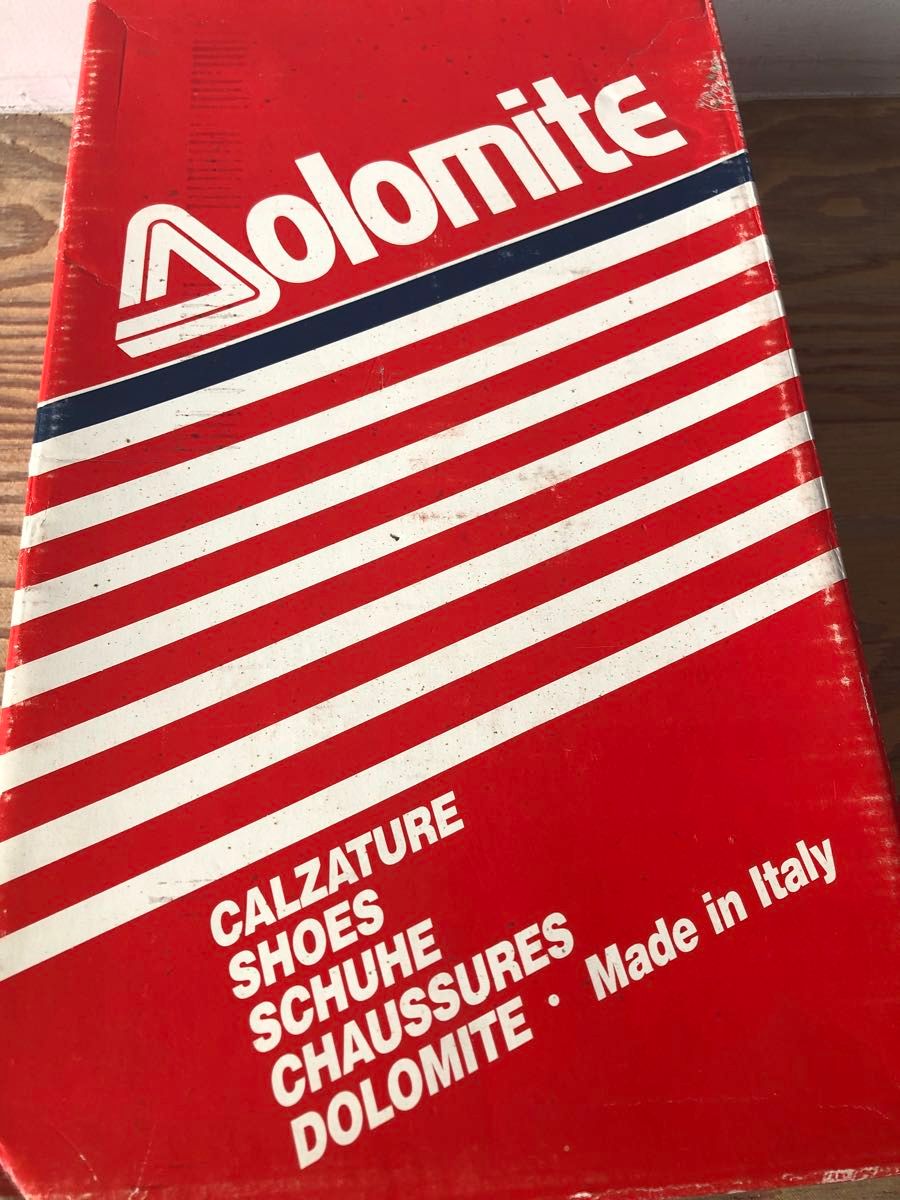 Dolomite
CALZATURE
SHOES
SCHUHE
CHAUSSURES
DOLOMITE · Made in Italy